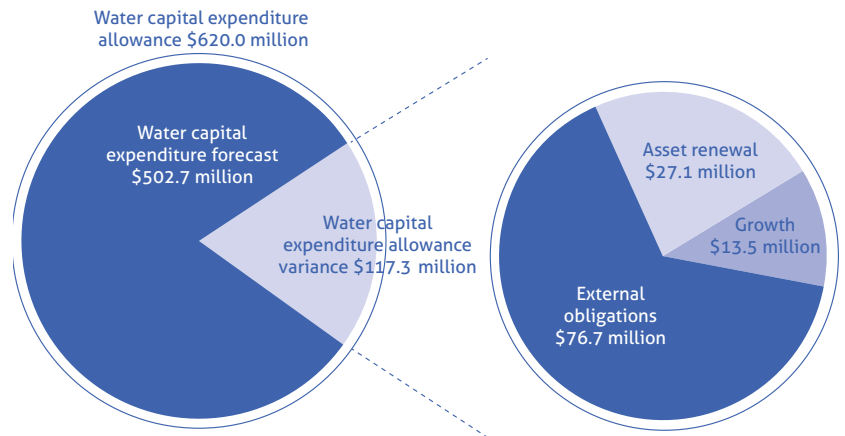 Water capital expenditure
allowance $620.0 million
Water capital
expenditure forecast
$502.7 million
Water capital
expenditure allowance
variance $117.3 million
Asset renewal
$27.1 million
Growth
$13.5 million
External
obligations
$76.7 million